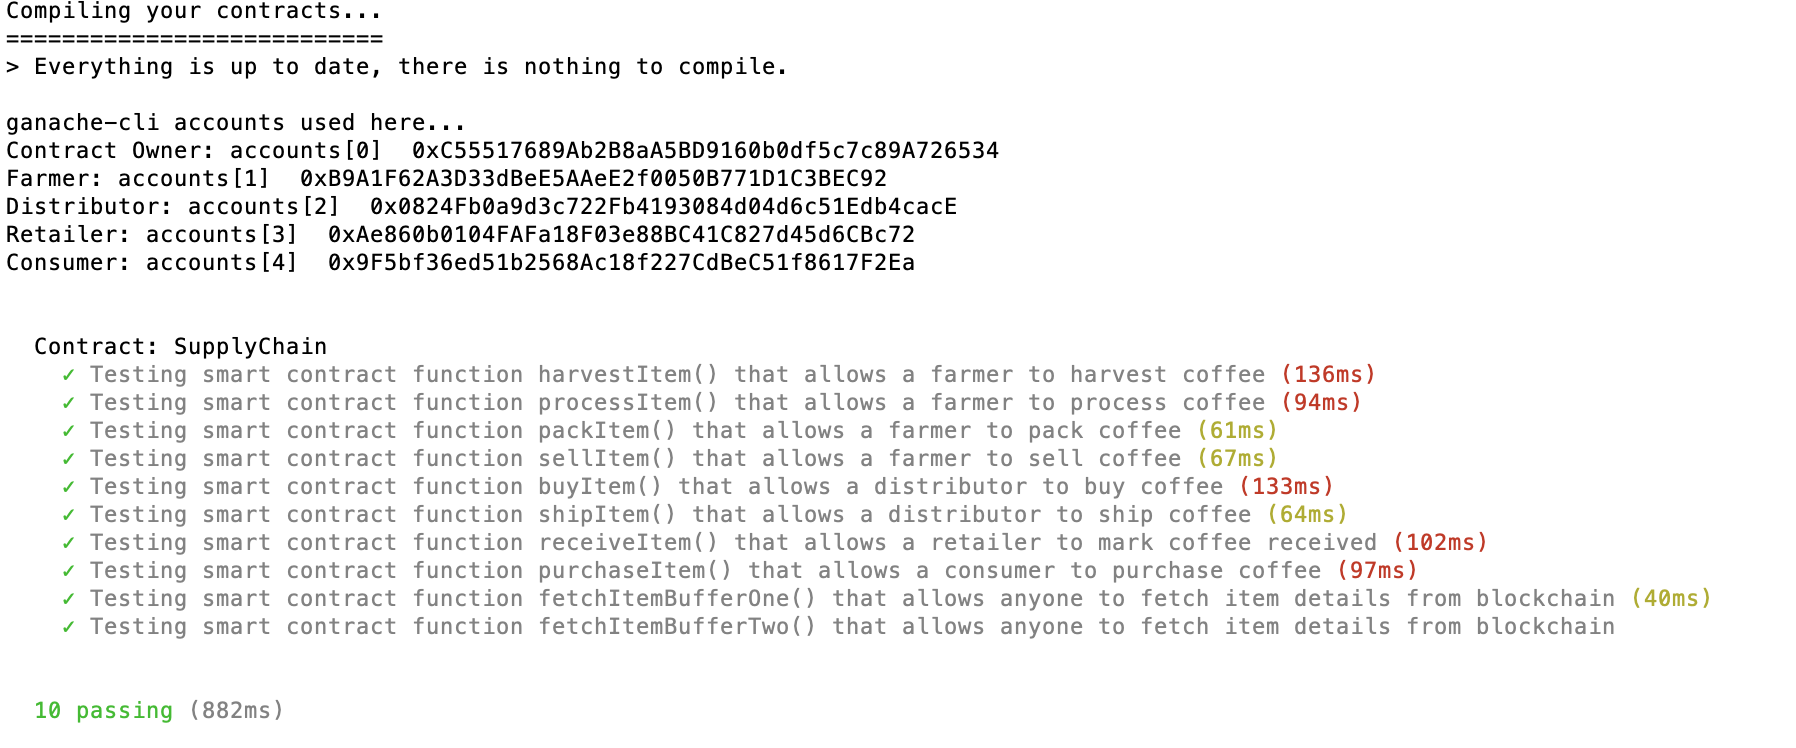 Compiling your contracts...
===========================
> Everything is up to date, there is nothing to compile.
ganache-cli accounts used here...
Contract Owner: accounts[0]  0xC55517689Ab2B8aA5BD9160b0df5c7c89A726534
Farmer: accounts[1]  0xB9A1F62A3D33dBeE5AAeE2f0050B771D1C3BEC92
Distributor: accounts[2]  0x0824Fb0a9d3c722Fb4193084d04d6c51Edb4cacE
Retailer: accounts[3]  0xAe860b0104FAFa18F03e88BC41C827d45d6CBc72
Consumer: accounts[4]  0x9F5bf36ed51b2568Ac18f227CdBeC51f8617F2Ea
Contract: SupplyChain
✓ Testing smart contract function harvestItem() that allows a farmer to harvest coffee (136ms)
✓ Testing smart contract function processItem() that allows a farmer to process coffee (94ms)
✓ Testing smart contract function packItem() that allows a farmer to pack coffee (61ms)
✓ Testing smart contract function sellItem() that allows a farmer to sell coffee (67ms)
✓ Testing smart contract function buyItem() that allows a distributor to buy coffee (133ms)
✓ Testing smart contract function shipItem() that allows a distributor to ship coffee (64ms)
✓ Testing smart contract function receiveItem() that allows a retailer to mark coffee received (102ms)
✓ Testing smart contract function purchaseItem() that allows a consumer to purchase coffee (97ms)
✓ Testing smart contract function fetchItemBufferOne() that allows anyone to fetch item details from blockchain (40ms)
✓ Testing smart contract function fetchItemBufferTwo() that allows anyone to fetch item details from blockchain
10 passing (882ms)